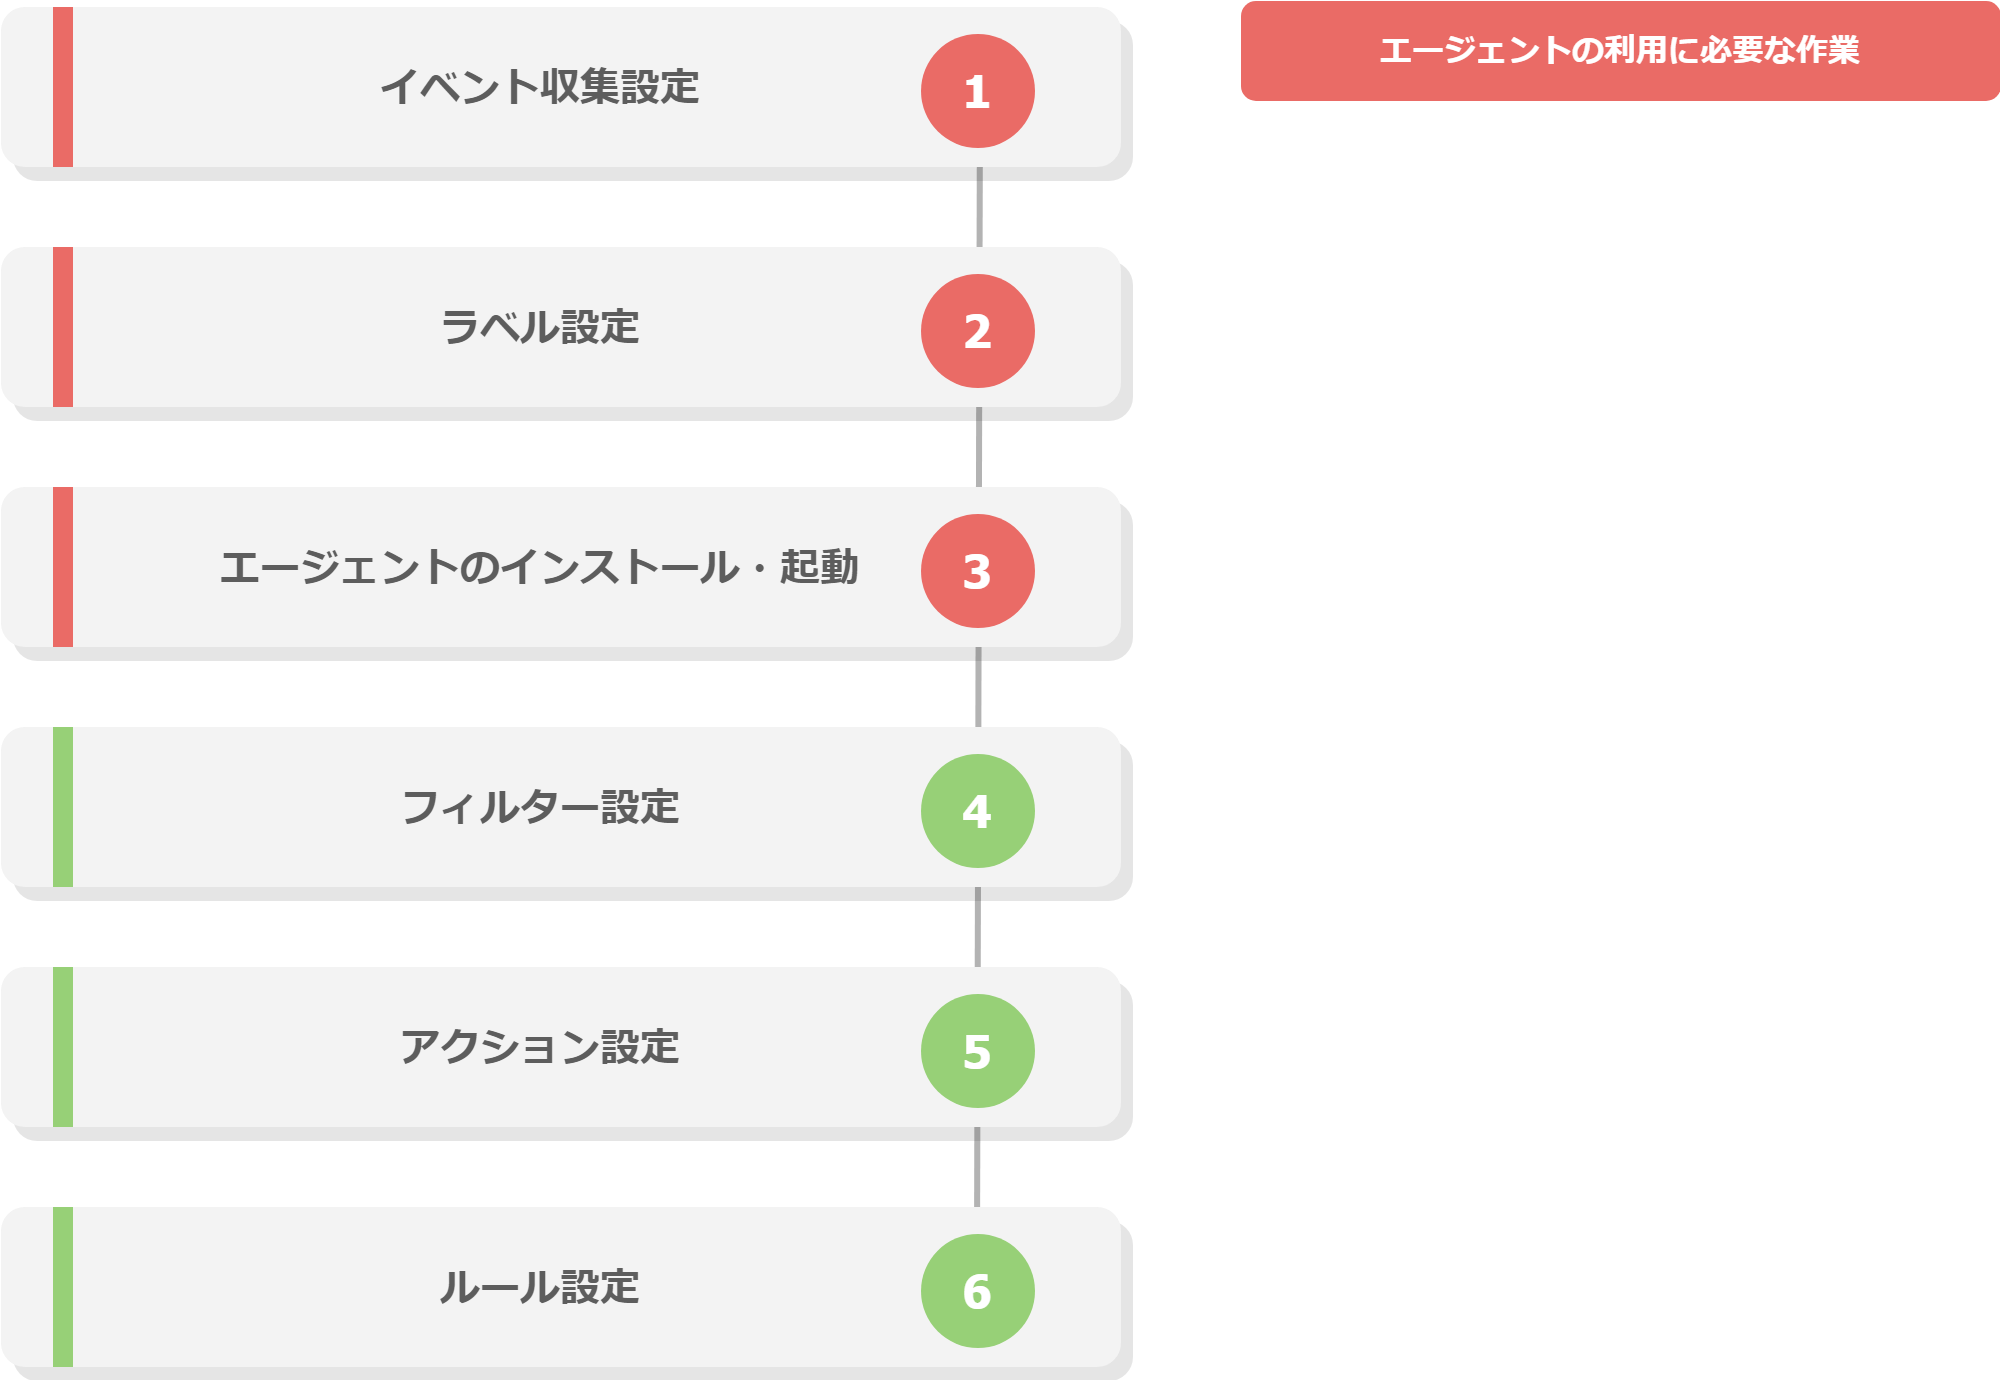 イベント収集設定
1
エージェントの利用に必要な作業
ラベル設定
2
エージェントのインストール・起動
3
フィルター設定
4
アクション設定
5
ルール設定
6